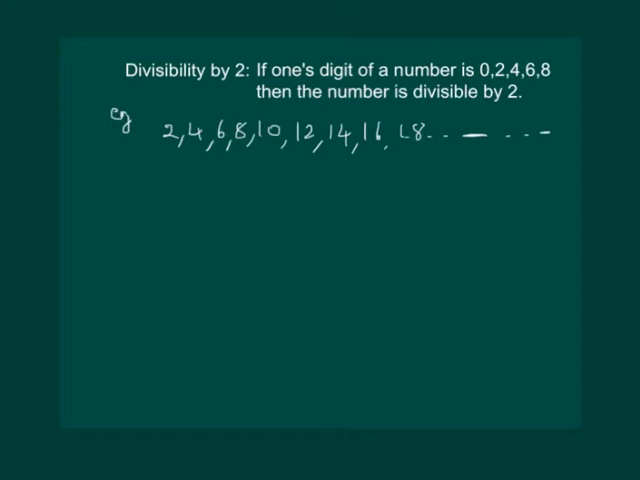 Divisibility by 2: If one's digit of a number is 0,2,4,6,8
then the number is divisible by 2.
eg 2,4,6,8,10,12,14,16,18.. — ... -